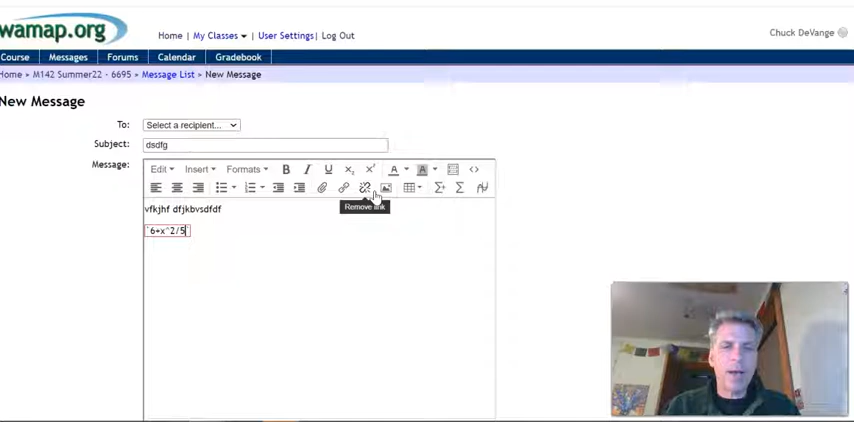 wamap.org
Home | My Classes | User Settings | Log Out
Chuck DeVange
Course Messages Forums Calendar Gradebook
Home » M142 Summer22 - 6695 » Message List » New Message
New Message
To: Select a recipient...
Subject: dsdfg
Message:
Edit Insert Formats B I U x₂ x² A A <>
Σ+ Σ
vfkjhf dfjkbvsdfdf
Remove link
`6+x^2/5`